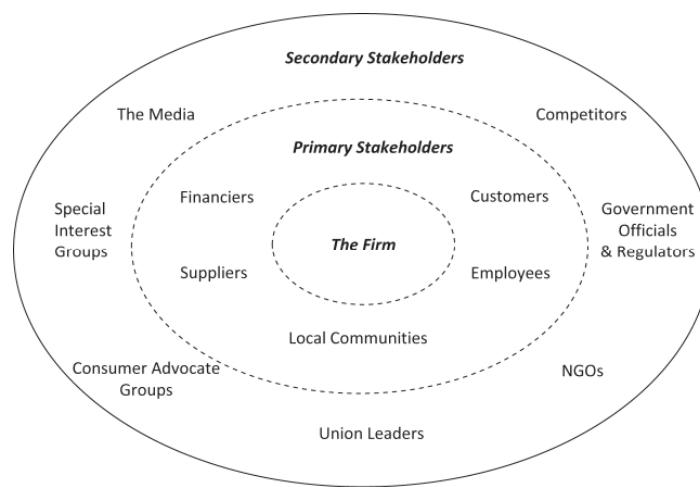 Secondary Stakeholders
The Media
Competitors
Primary Stakeholders
Financiers
Customers
Special
Interest
Groups
Government
Officials
& Regulators
The Firm
Suppliers
Employees
Local Communities
Consumer Advocate
Groups
NGOs
Union Leaders